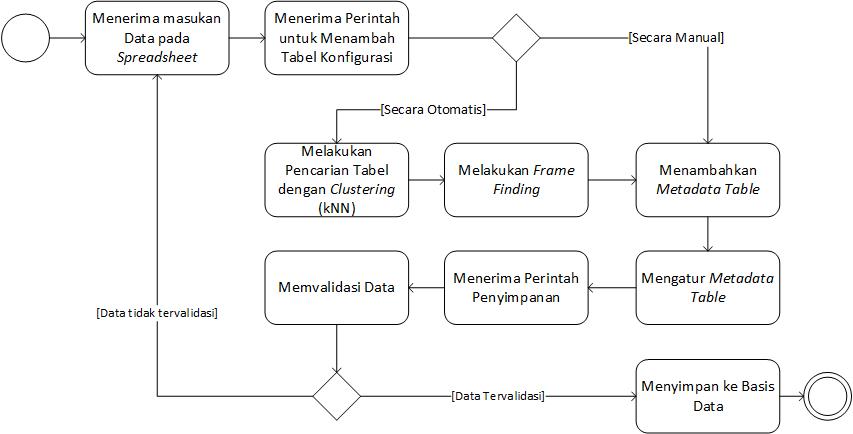 Menerima masukan
Data pada
Spreadsheet
Menerima Perintah
untuk Menambah
Tabel Konfigurasi
[Secara Manual]
[Secara Otomatis]
Melakukan
Pencarian Tabel
dengan Clustering
(kNN)
Melakukan Frame
Finding
Menambahkan
Metadata Table
Memvalidasi Data
Menerima Perintah
Penyimpanan
Mengatur Metadata
Table
[Data tidak tervalidasi]
[Data Tervalidasi]
Menyimpan ke Basis
Data